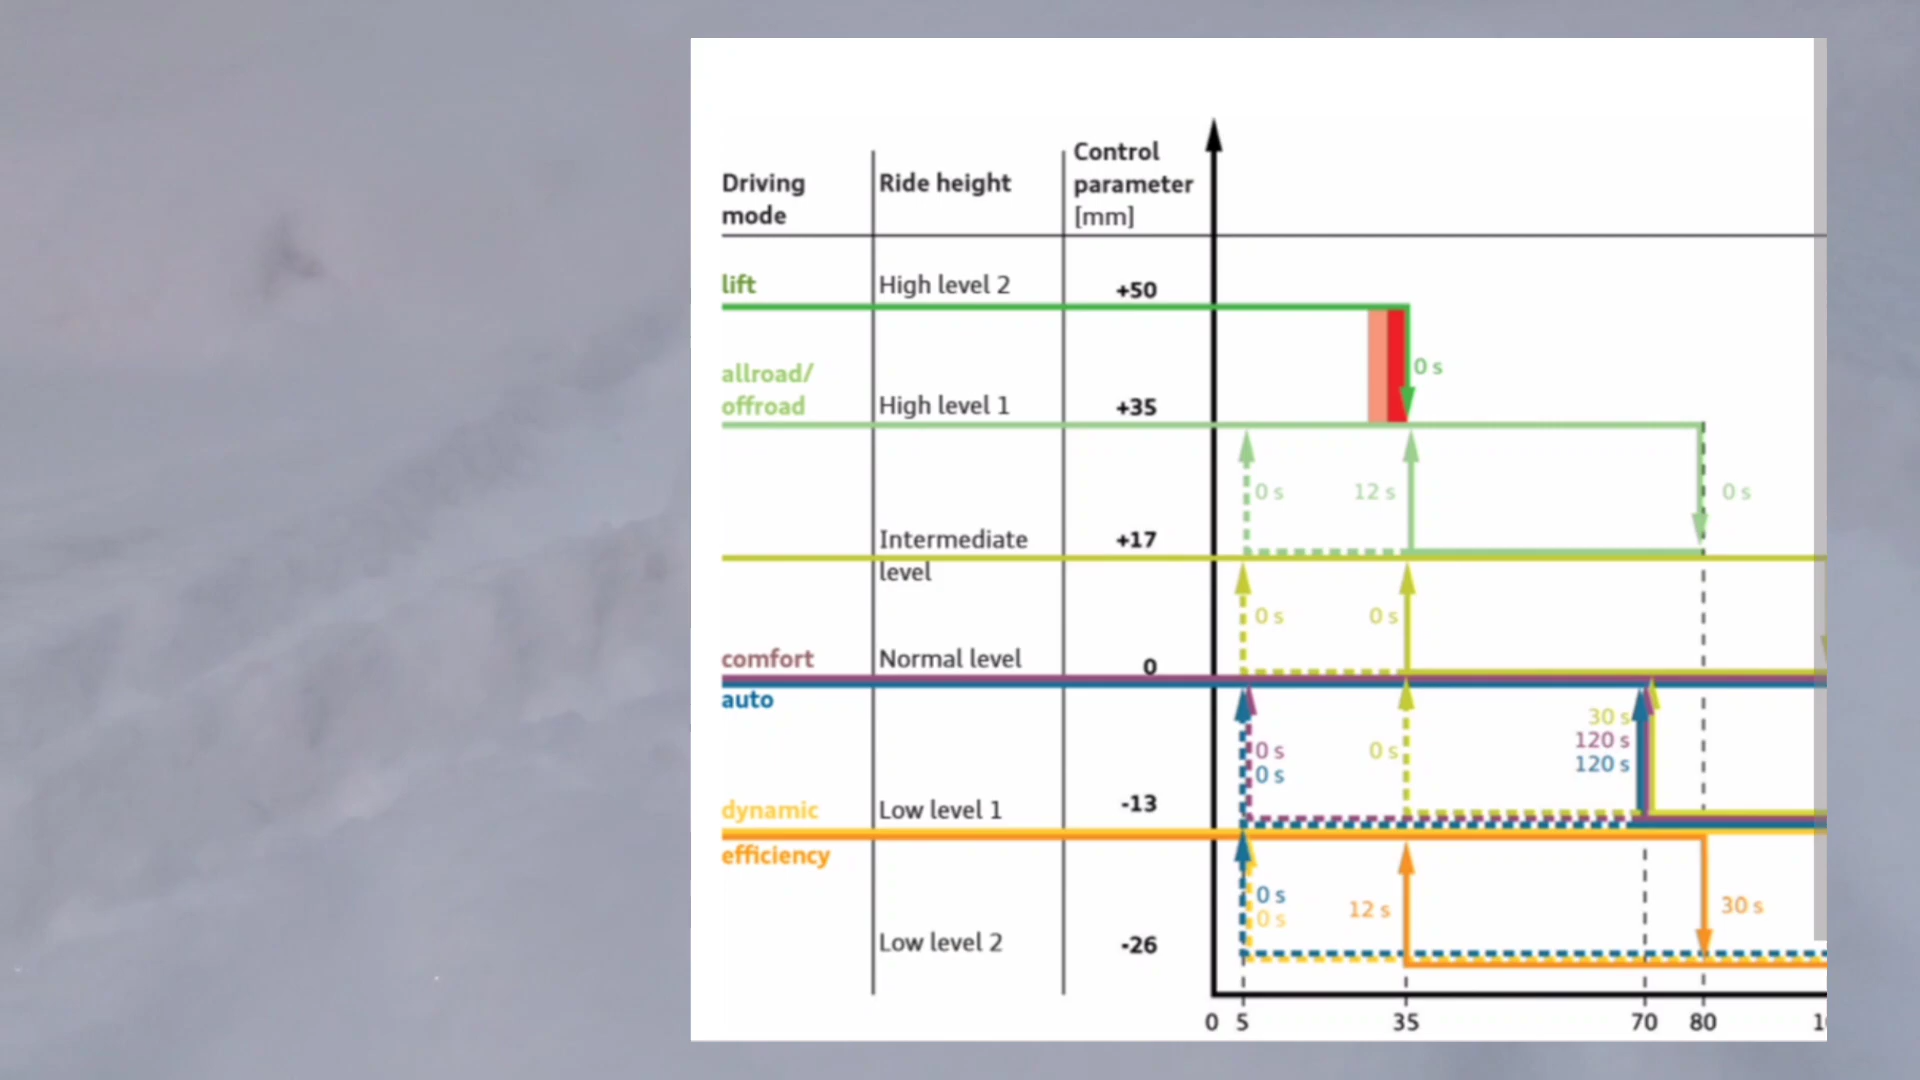 Driving
mode
Ride height
Control
parameter
[mm]
lift
High level 2
+50
0 s
allroad/
offroad
High level 1
+35
0 s
12 s
0 s
Intermediate
level
+17
0 s
0 s
comfort
Normal level
0
auto
0 s
0 s
0 s
30 s
120 s
120 s
dynamic
Low level 1
-13
efficiency
0 s
0 s
12 s
30 s
Low level 2
-26
0
5
35
70
80